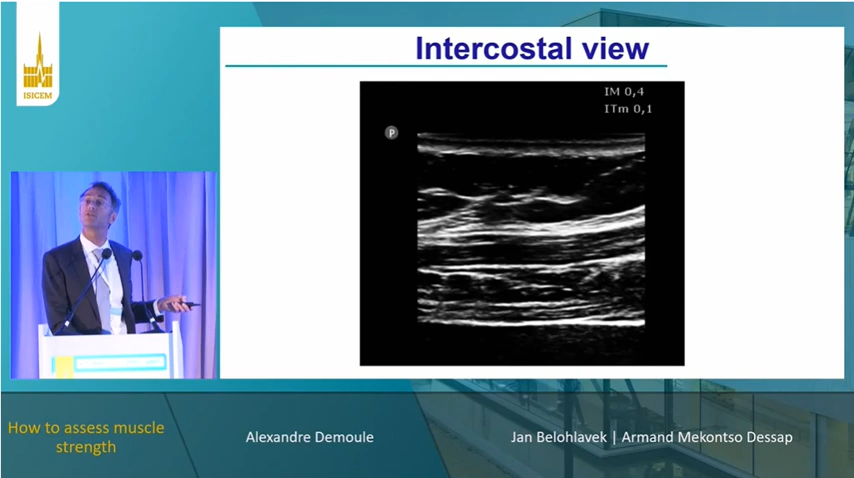 ISICEM
Intercostal view
IM 0,4
ITm 0,1
P
How to assess muscle
strength
Alexandre Demoule
Jan Belohlavek | Armand Mekontso Dessap